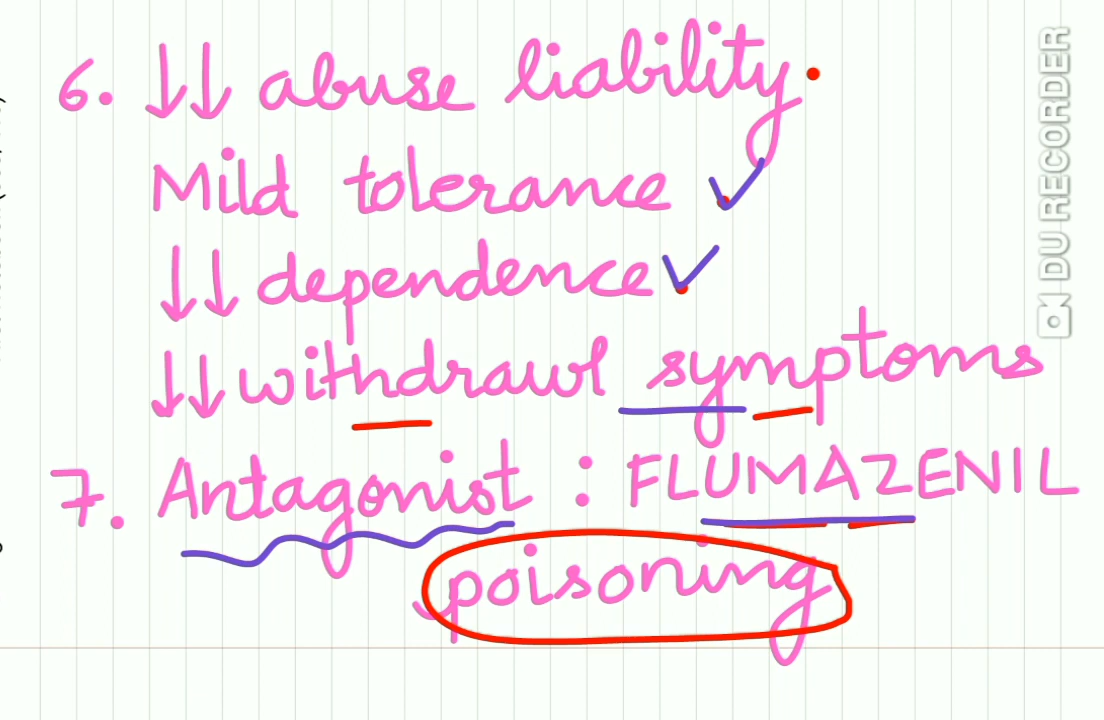 6. ↓↓ abuse liability.
Mild tolerance ✓
↓↓ dependence ✓
↓↓ withdrawl symptoms
7. Antagonist : FLUMAZENIL
poisoning
DU RECORDER